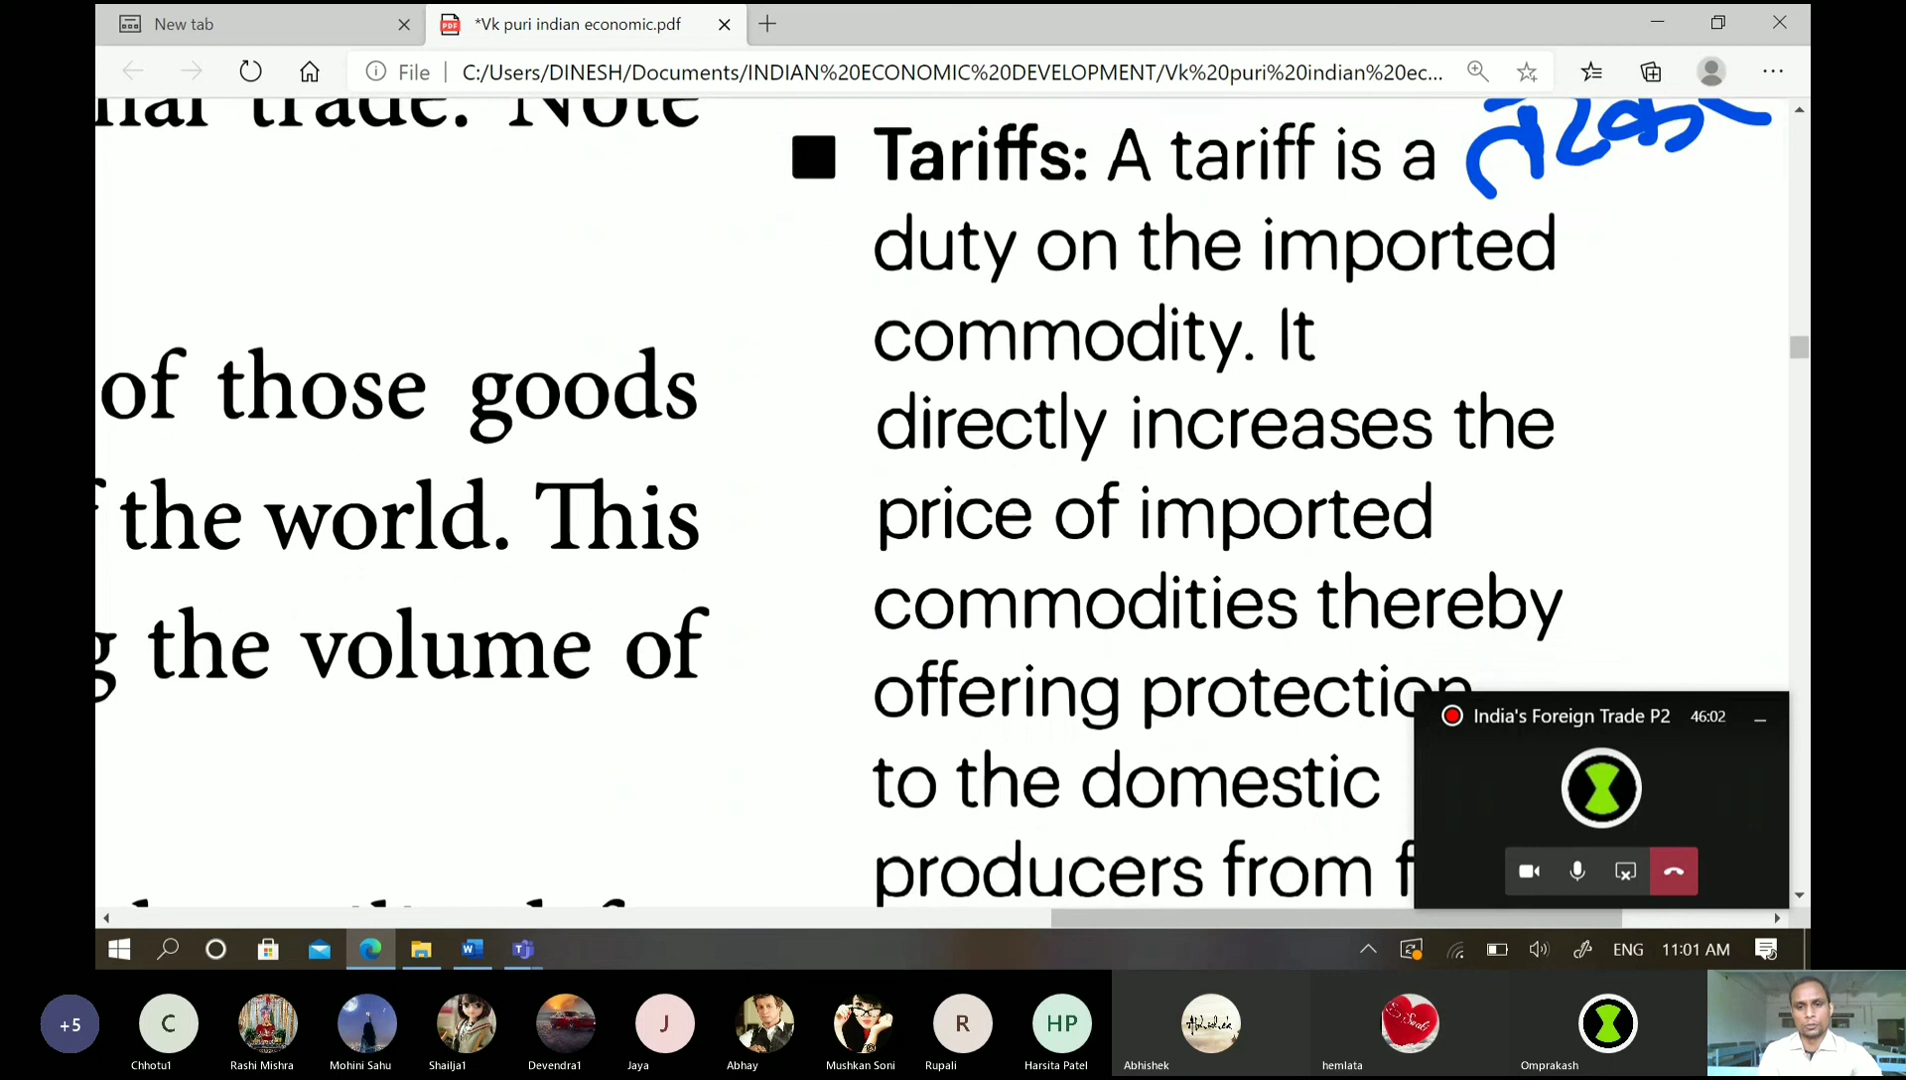 New tab
*Vk puri indian economic.pdf
File
C:/Users/DINESH/Documents/INDIAN%20ECONOMIC%20DEVELOPMENT/Vk%20puri%20indian%20ec...
trade. Note
of those goods
the world. This
the volume of
Tariffs: A tariff is a
duty on the imported
commodity. It
directly increases the
price of imported
commodities thereby
offering protection
to the domestic
producers from f
India's Foreign Trade P2 46:02
ENG 11:01 AM
+5
C
J
R
HP
Abhishek
Chhotu1
Rashi Mishra
Mohini Sahu
Shailja1
Devendra1
Jaya
Abhay
Mushkan Soni
Rupali
Harsita Patel
Abhishek
hemlata
Omprakash